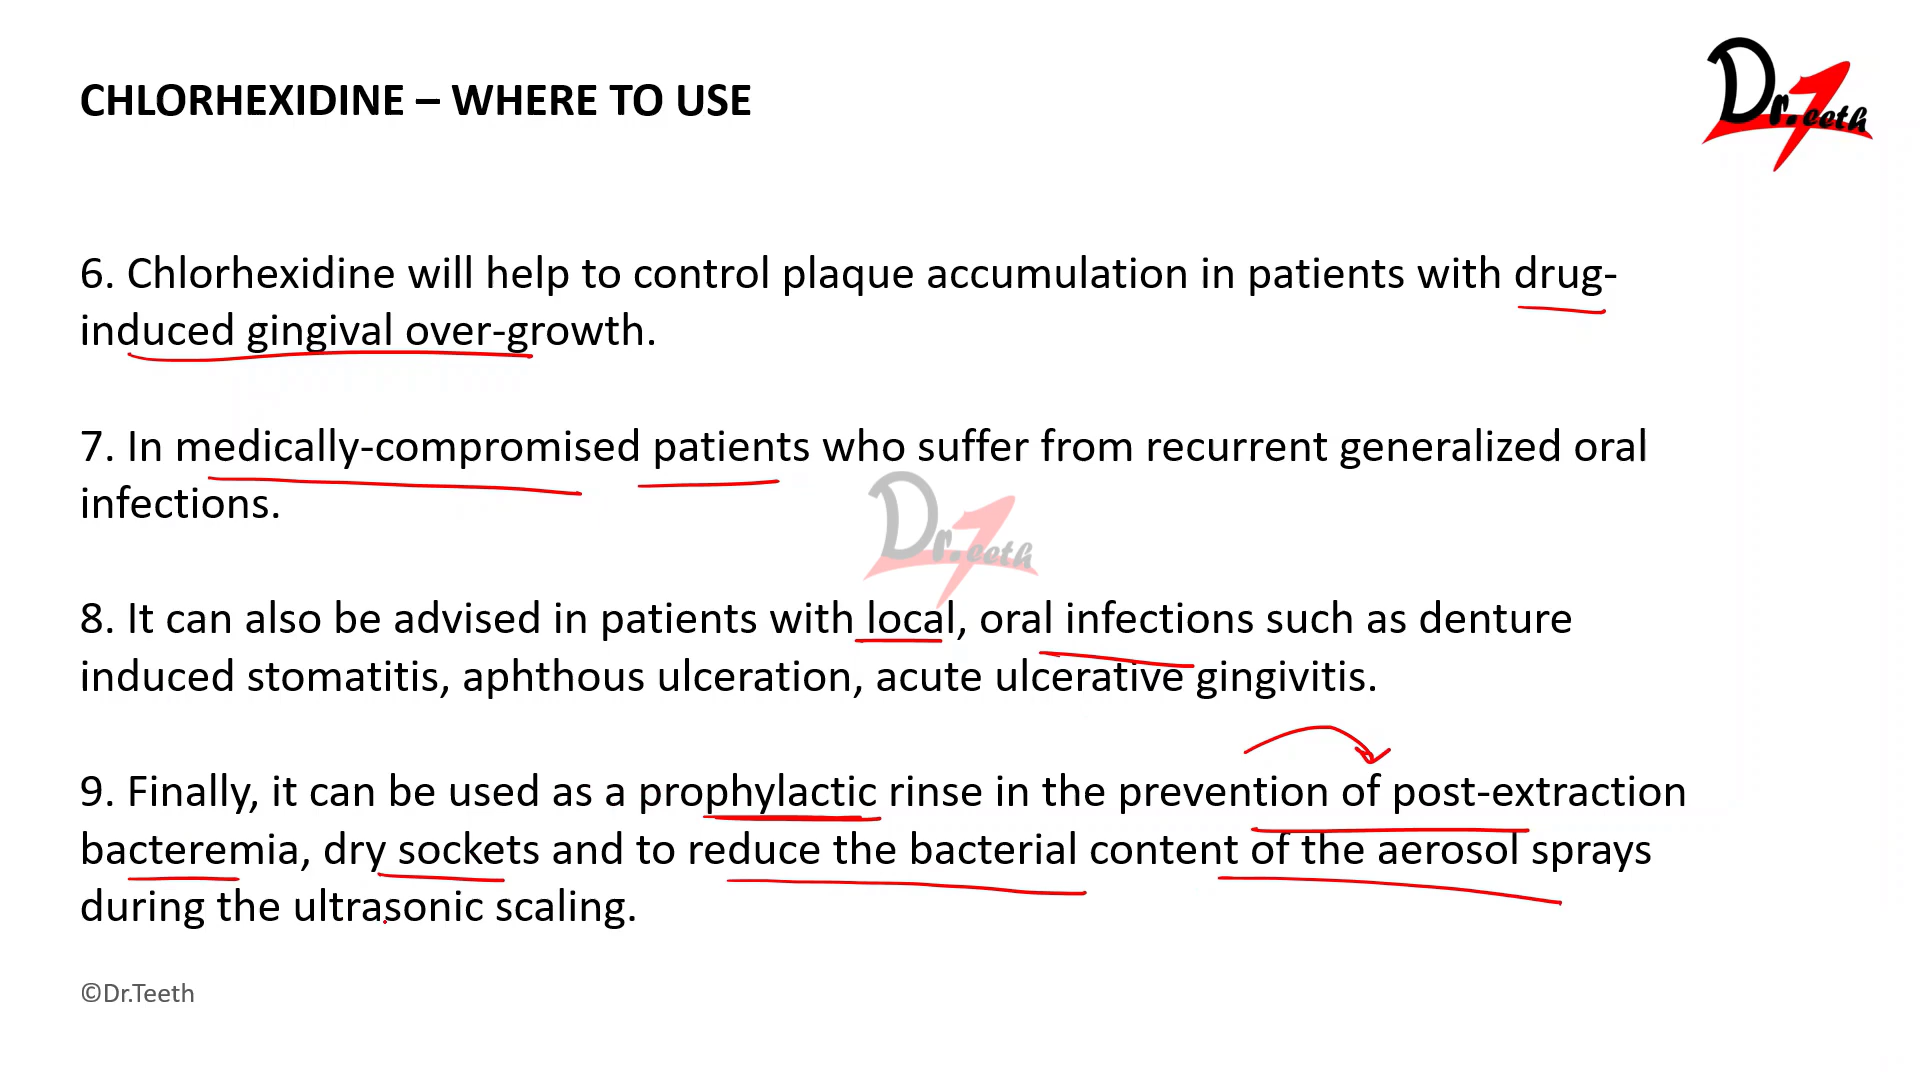 CHLORHEXIDINE – WHERE TO USE
Dr.Teeth
6. Chlorhexidine will help to control plaque accumulation in patients with drug-
induced gingival over-growth.
7. In medically-compromised patients who suffer from recurrent generalized oral
infections.
Dr.Teeth
8. It can also be advised in patients with local, oral infections such as denture
induced stomatitis, aphthous ulceration, acute ulcerative gingivitis.
9. Finally, it can be used as a prophylactic rinse in the prevention of post-extraction
bacteremia, dry sockets and to reduce the bacterial content of the aerosol sprays
during the ultrasonic scaling.
©Dr.Teeth